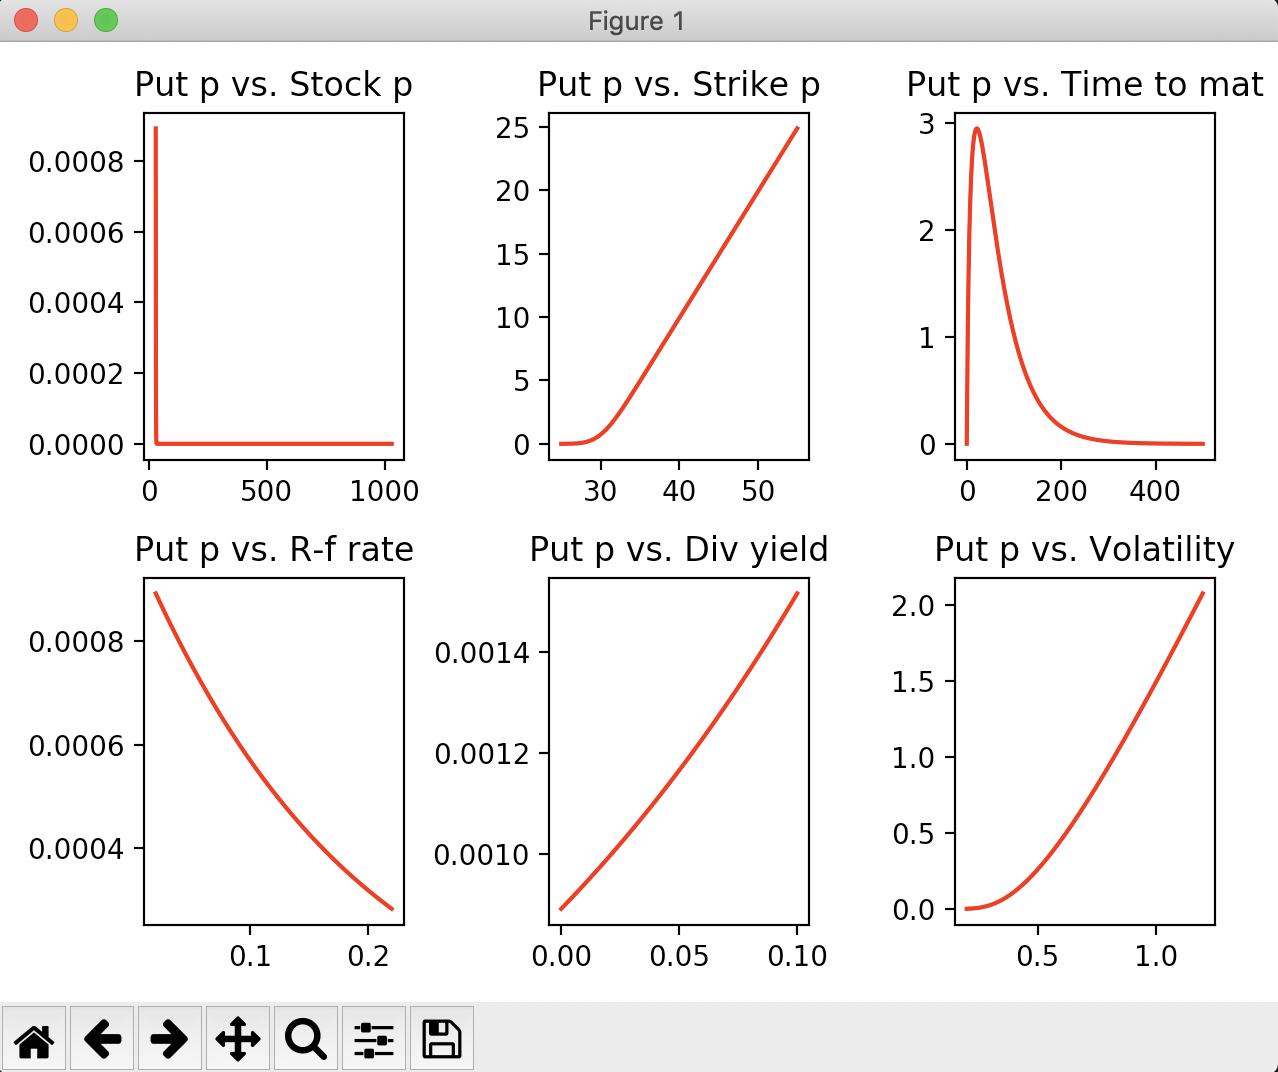 Figure 1
Put p vs. Stock p
0.0008
0.0006
0.0004
0.0002
0.0000
0 500 1000
Put p vs. Strike p
25
20
15
10
5
0
30 40 50
Put p vs. Time to mat
3
2
1
0
0 200 400
Put p vs. R-f rate
0.0008
0.0006
0.0004
0.1 0.2
Put p vs. Div yield
0.0014
0.0012
0.0010
0.00 0.05 0.10
Put p vs. Volatility
2.0
1.5
1.0
0.5
0.0
0.5 1.0